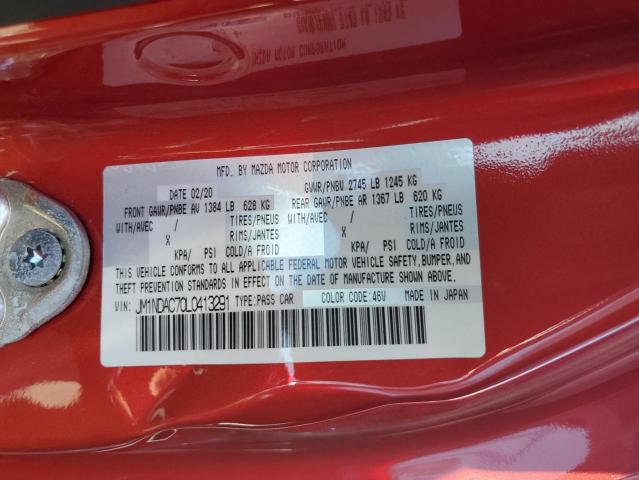 MFD. BY MAZDA MOTOR CORPORATION
DATE 02/20 GVWR/PNBV 2745 LB 1245 KG
FRONT GAWR/PNBE AV 1384 LB 628 KG REAR GAWR/PNBE AR 1367 LB 620 KG
WITH/AVEC / TIRES/PNEUS WITH/AVEC / TIRES/PNEUS
X RIMS/JANTES X RIMS/JANTES
KPA/ PSI COLD/A FROID KPA/ PSI COLD/A FROID
THIS VEHICLE CONFORMS TO ALL APPLICABLE FEDERAL MOTOR VEHICLE SAFETY, BUMPER, AND
THEFT PREVENTION STANDARDS IN EFFECT ON THE DATE OF MANUFACTURE SHOWN ABOVE.
VIN: JM1NDAC70L0413291 TYPE: PASS CAR COLOR CODE: 46V MADE IN JAPAN